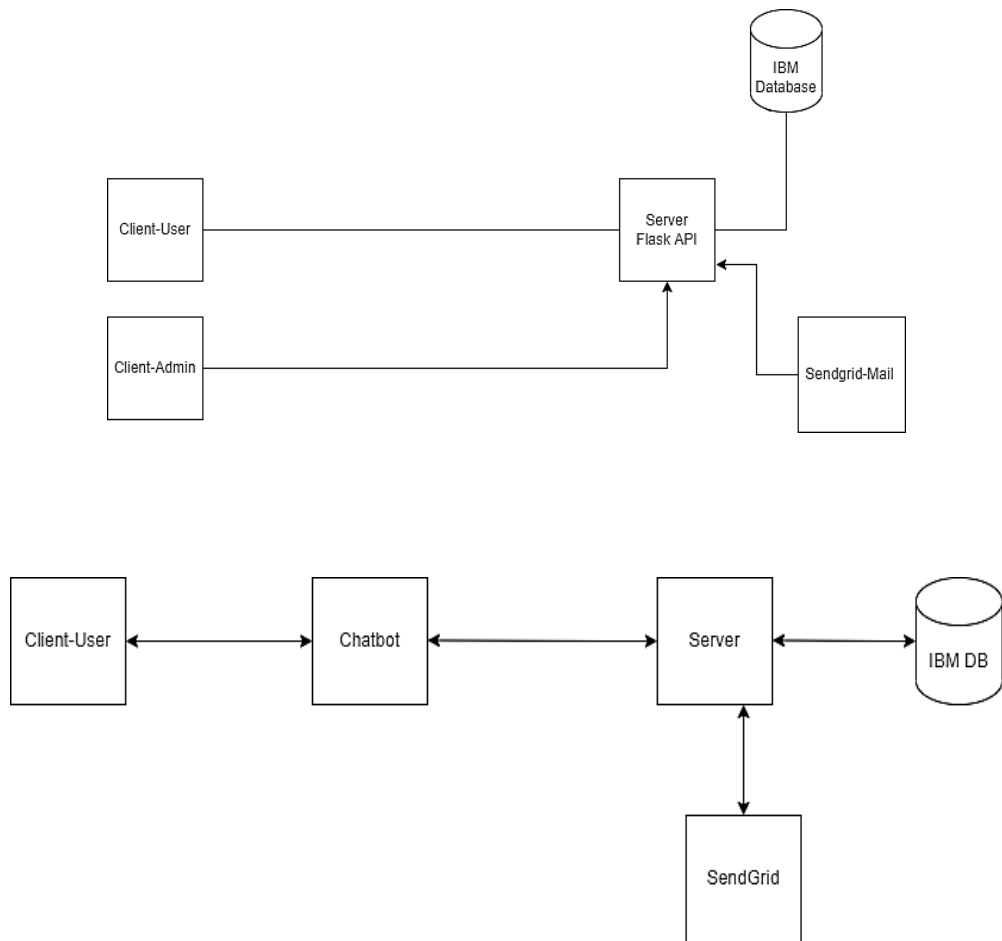 IBM
Database
Client-User
Server
Flask API
Client-Admin
Sendgrid-Mail
Client-User
Chatbot
Server
IBM DB
SendGrid